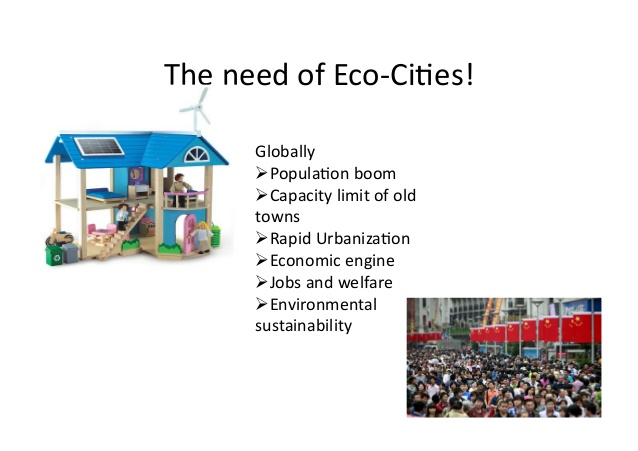 The need of Eco-Cities!
Globally
➢Population boom
➢Capacity limit of old
towns
➢Rapid Urbanization
➢Economic engine
➢Jobs and welfare
➢Environmental
sustainability